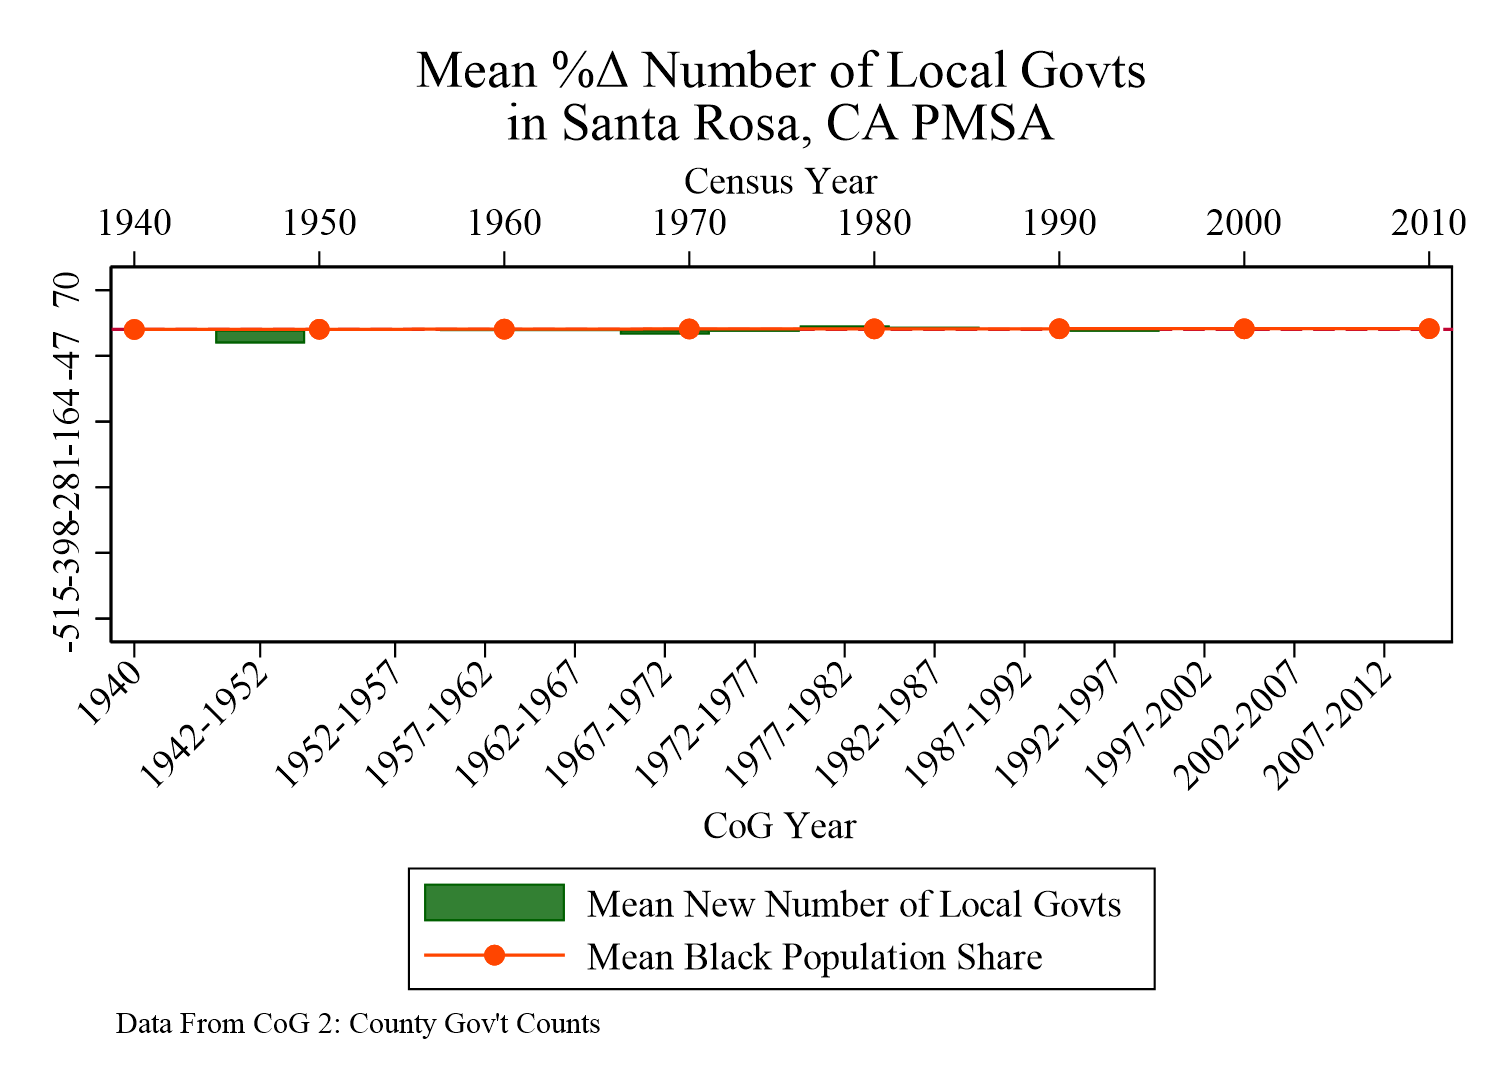 Mean %Δ Number of Local Govts
in Santa Rosa, CA PMSA
Census Year
1940 1950 1960 1970 1980 1990 2000 2010
70
-47
-164
-281
-398
-515
1940 1942-1952 1952-1957 1957-1962 1962-1967 1967-1972 1972-1977 1977-1982 1982-1987 1987-1992 1992-1997 1997-2002 2002-2007 2007-2012
CoG Year
Mean New Number of Local Govts
Mean Black Population Share
Data From CoG 2: County Gov't Counts